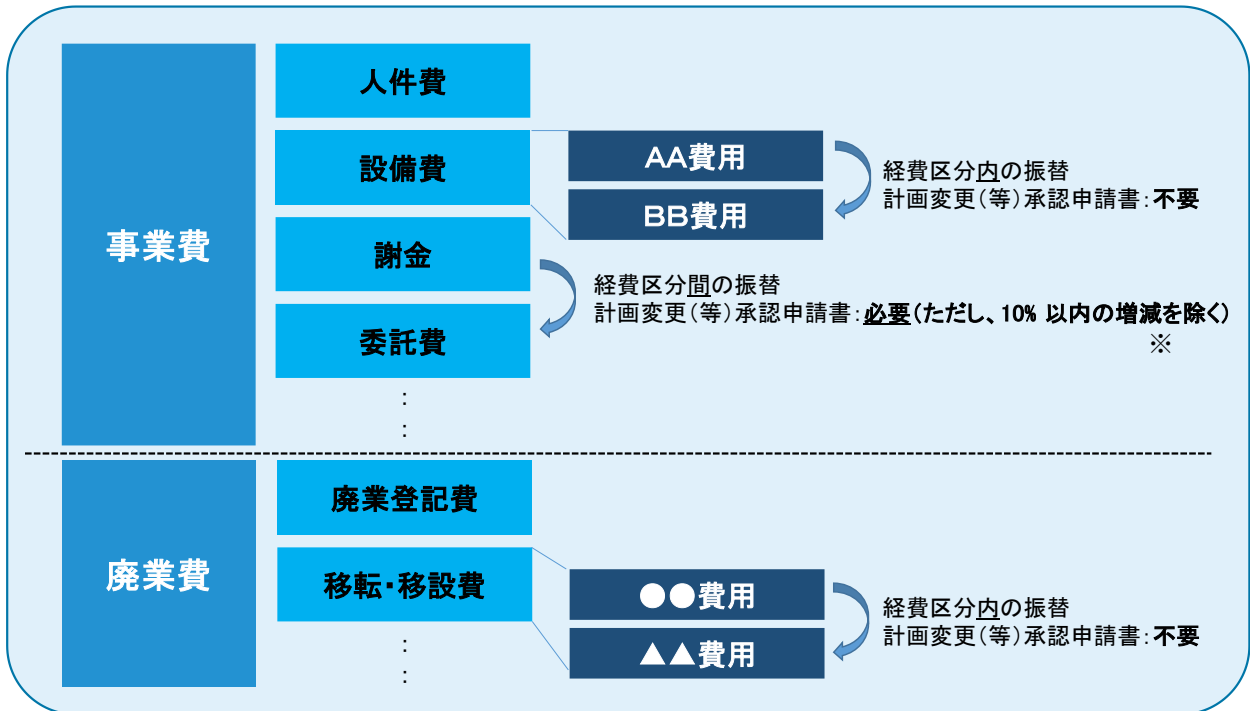 事業費
人件費
設備費
AA費用
BB費用
経費区分内の振替
計画変更(等)承認申請書:不要
謝金
経費区分間の振替
計画変更(等)承認申請書:必要(ただし、10% 以内の増減を除く)
※
委託費
:
:
廃業費
廃業登記費
移転・移設費
●●費用
▲▲費用
経費区分内の振替
計画変更(等)承認申請書:不要
:
: